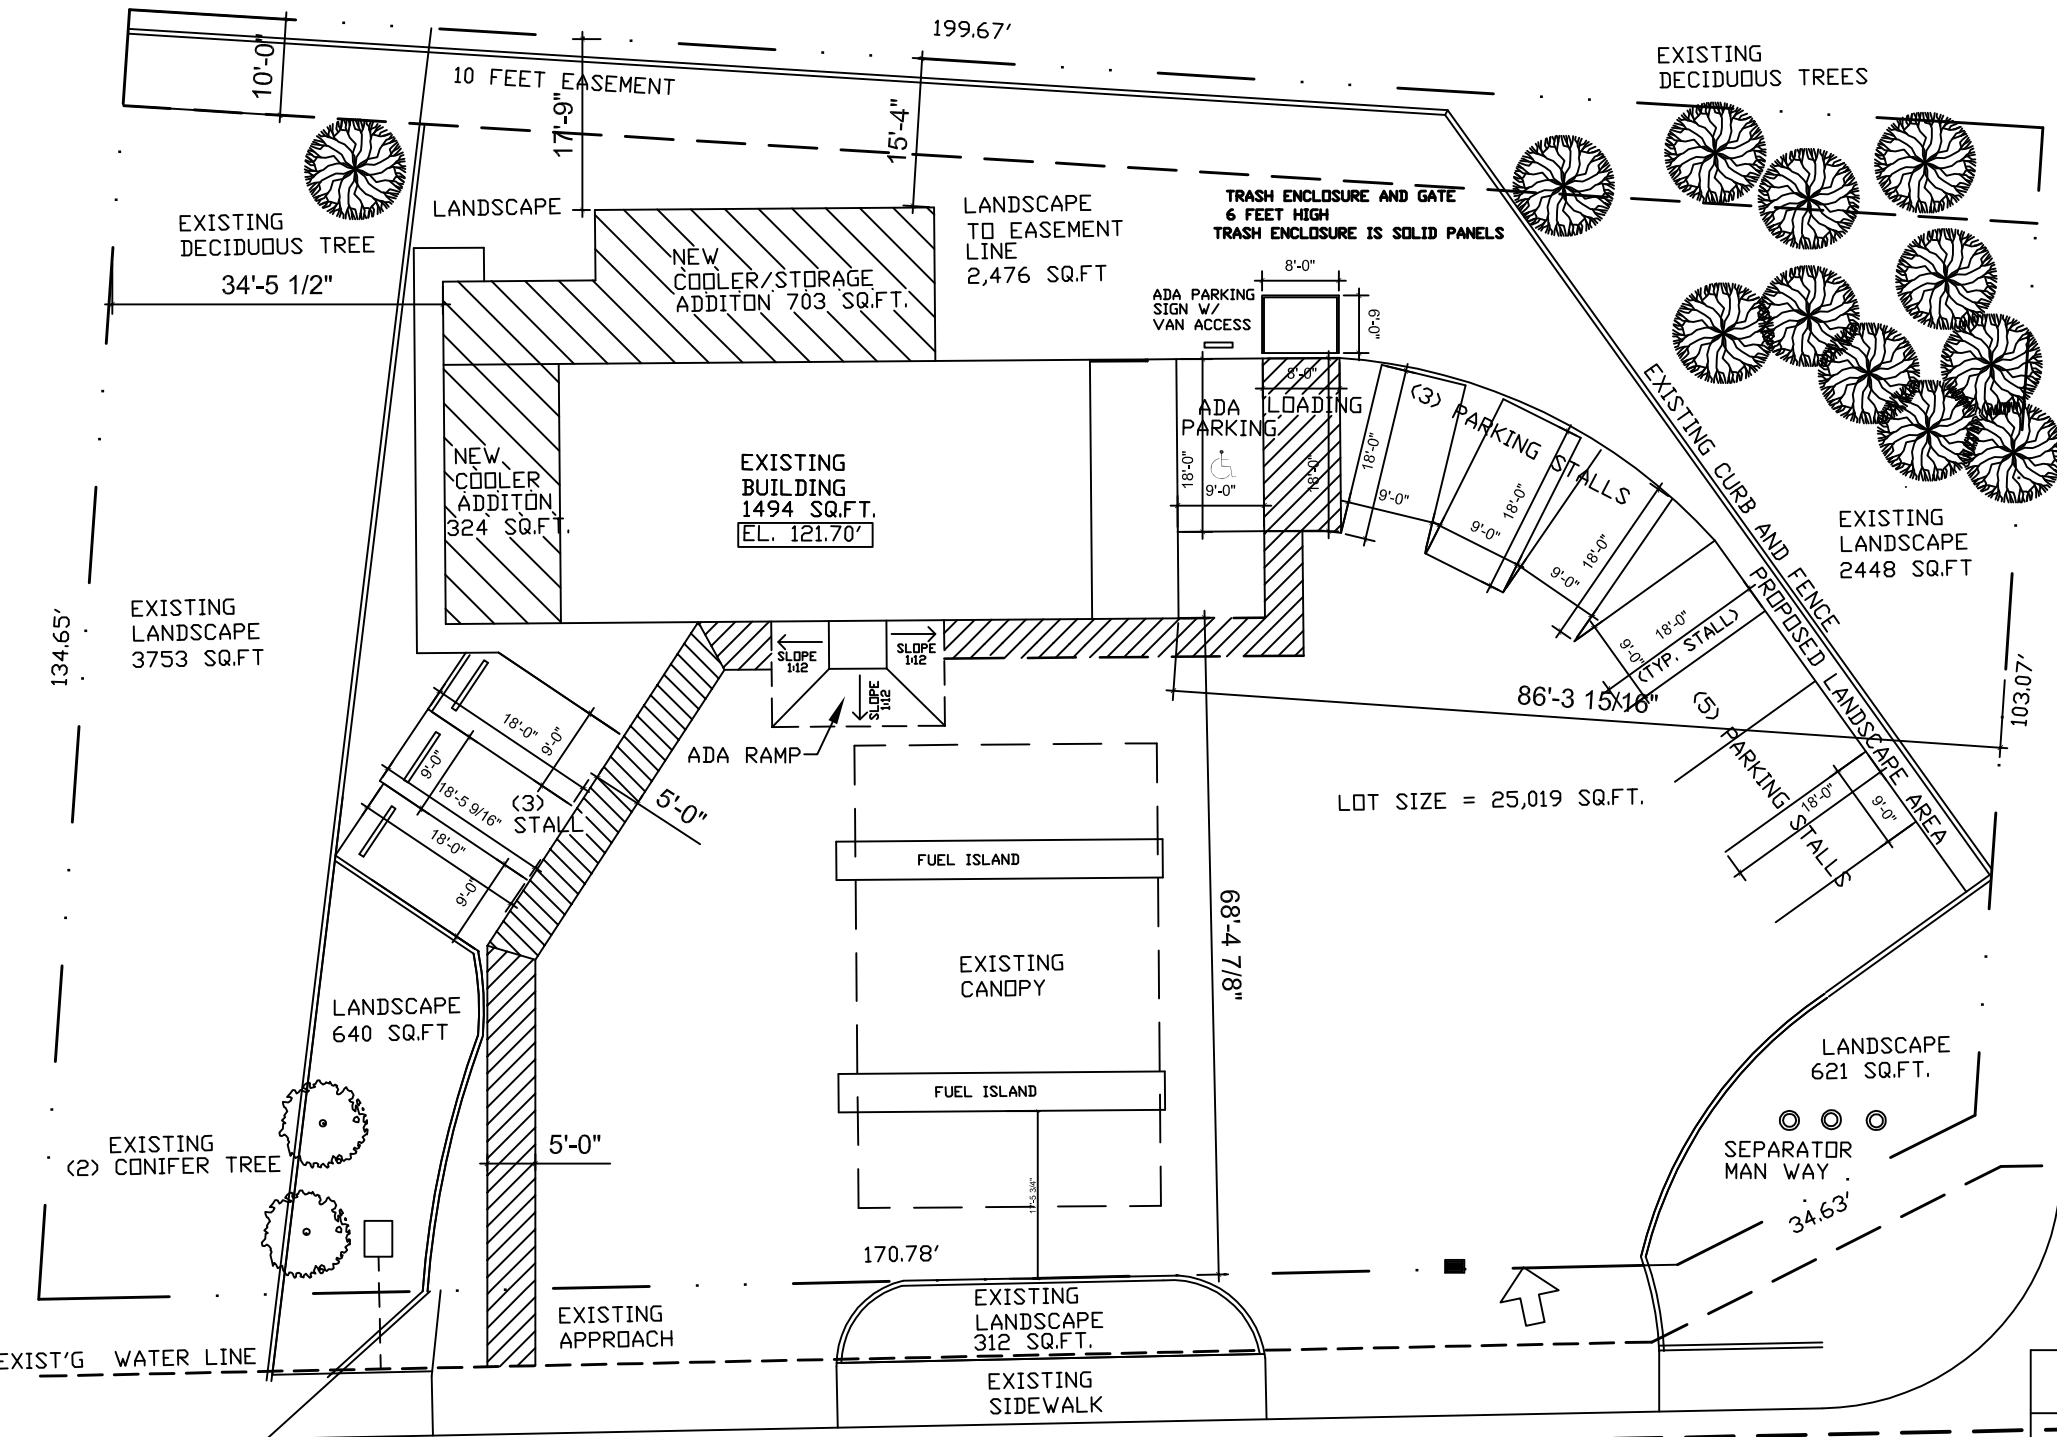 199.67'
10'-0"
10 FEET EASEMENT
17'-9"
15'-4"
EXISTING
DECIDUOUS TREES
EXISTING
DECIDUOUS TREE
LANDSCAPE
34'-5 1/2"
NEW
COOLER/STORAGE
ADDITON 703 SQ.FT.
LANDSCAPE
TO EASEMENT
LINE
2,476 SQ.FT
TRASH ENCLOSURE AND GATE
6 FEET HIGH
TRASH ENCLOSURE IS SOLID PANELS
8'-0"
6'-0"
ADA PARKING
SIGN W/
VAN ACCESS
8'-0"
ADA
PARKING
LOADING
18'-0"
9'-0"
18'-0"
(3) PARKING STALLS
18'-0"
9'-0"
18'-0"
9'-0"
18'-0"
9'-0"
18'-0"
9'-0"
(TYP. STALL)
EXISTING CURB AND FENCE
PROPOSED LANDSCAPE AREA
EXISTING
LANDSCAPE
2448 SQ.FT
NEW
COOLER
ADDITON
324 SQ.FT.
EXISTING
BUILDING
1494 SQ.FT.
EL. 121.70'
134.65'
EXISTING
LANDSCAPE
3753 SQ.FT
SLOPE
1:12
SLOPE
1:12
SLOPE
1:12
ADA RAMP
86'-3 15/16"
(5) PARKING STALLS
18'-0"
9'-0"
103.07'
18'-0"
9'-0"
9'-0"
18'-5 9/16"
(3)
STALL
18'-0"
9'-0"
5'-0"
LOT SIZE = 25,019 SQ.FT.
FUEL ISLAND
68'-4 7/8"
EXISTING
CANOPY
LANDSCAPE
640 SQ.FT
LANDSCAPE
621 SQ.FT.
FUEL ISLAND
EXISTING
(2) CONIFER TREE
5'-0"
SEPARATOR
MAN WAY
34.63'
17'-5 3/4"
170.78'
EXISTING
APPROACH
EXISTING
LANDSCAPE
312 SQ.FT.
EXIST'G WATER LINE
EXISTING
SIDEWALK